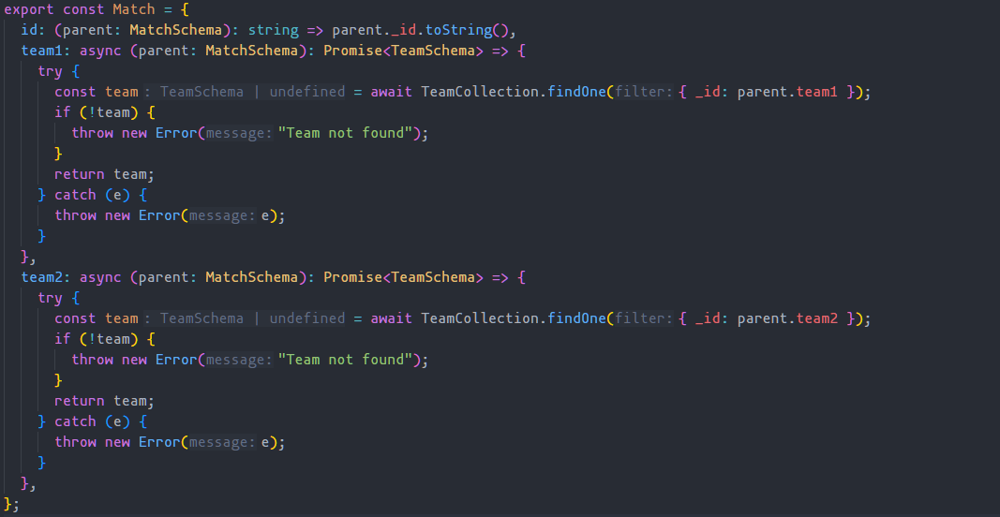 export const Match = {
  id: (parent: MatchSchema): string => parent._id.toString(),
  team1: async (parent: MatchSchema): Promise<TeamSchema> => {
    try {
      const team: TeamSchema | undefined = await TeamCollection.findOne(filter: { _id: parent.team1 });
      if (!team) {
        throw new Error(message: "Team not found");
      }
      return team;
    } catch (e) {
      throw new Error(message: e);
    }
  },
  team2: async (parent: MatchSchema): Promise<TeamSchema> => {
    try {
      const team: TeamSchema | undefined = await TeamCollection.findOne(filter: { _id: parent.team2 });
      if (!team) {
        throw new Error(message: "Team not found");
      }
      return team;
    } catch (e) {
      throw new Error(message: e);
    }
  },
};